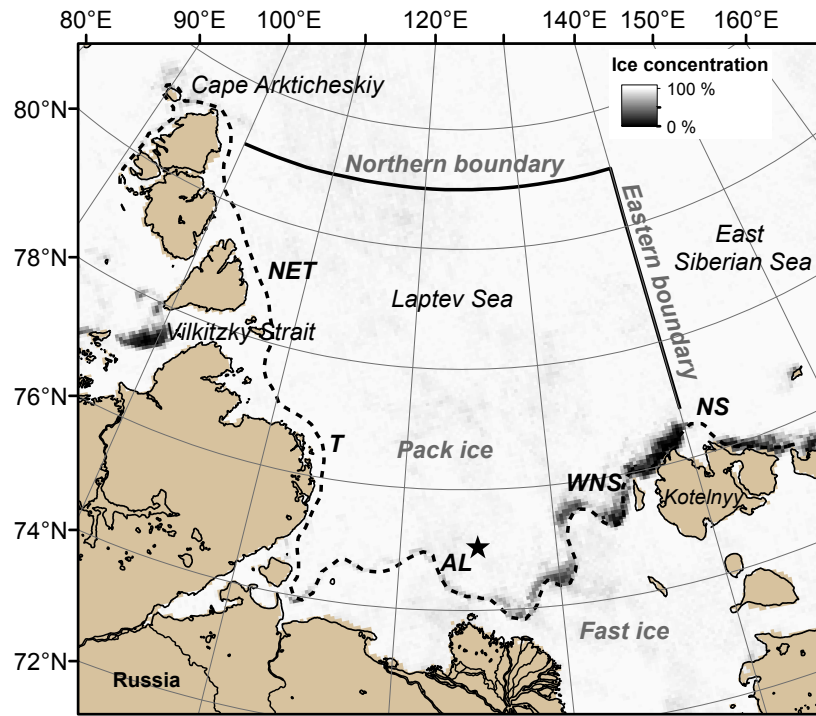 80°E 90°E 100°E 120°E 140°E 150°E 160°E
Ice concentration
100 %
0 %
Cape Arkticheskiy
80°N
Northern boundary
Eastern boundary
East
Siberian Sea
78°N
NET
Laptev Sea
Vilkitzky Strait
76°N
NS
T
Pack ice
WNS
Kotelnyy
74°N
AL
Fast ice
72°N
Russia